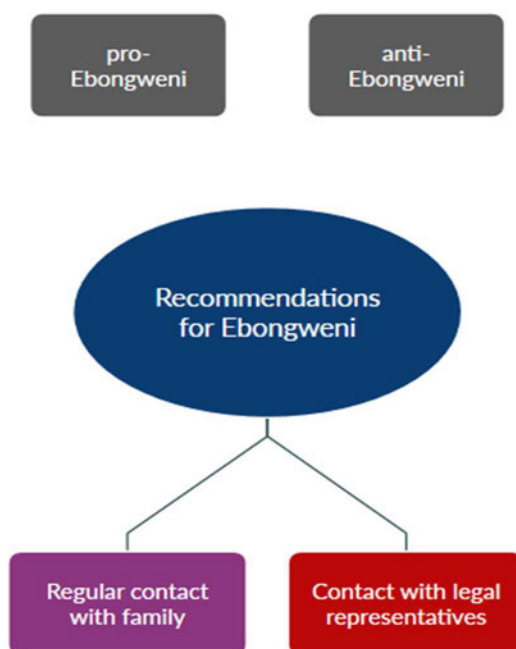 pro-
Ebongweni
anti-
Ebongweni
Recommendations
for Ebongweni
Regular contact
with family
Contact with legal
representatives